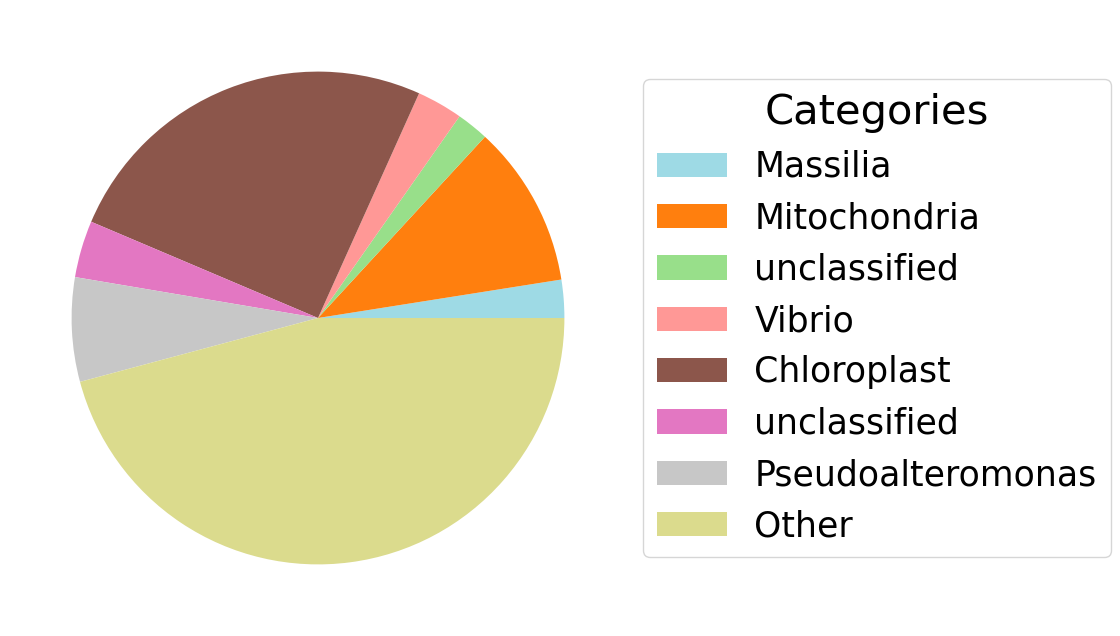 Categories
Massilia
Mitochondria
unclassified
Vibrio
Chloroplast
unclassified
Pseudoalteromonas
Other